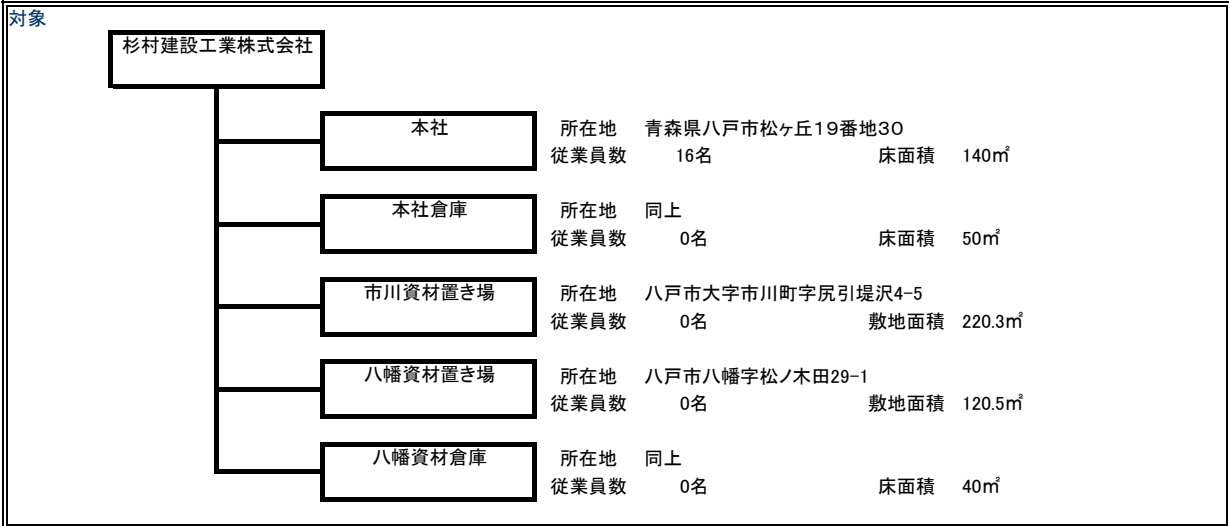 対象
杉村建設工業株式会社
本社 所在地 青森県八戸市松ヶ丘19番地30
従業員数 16名 床面積 140㎡
本社倉庫 所在地 同上
従業員数 0名 床面積 50㎡
市川資材置き場 所在地 八戸市大字市川町字尻引堤沢4-5
従業員数 0名 敷地面積 220.3㎡
八幡資材置き場 所在地 八戸市八幡字松ノ木田29-1
従業員数 0名 敷地面積 120.5㎡
八幡資材倉庫 所在地 同上
従業員数 0名 床面積 40㎡